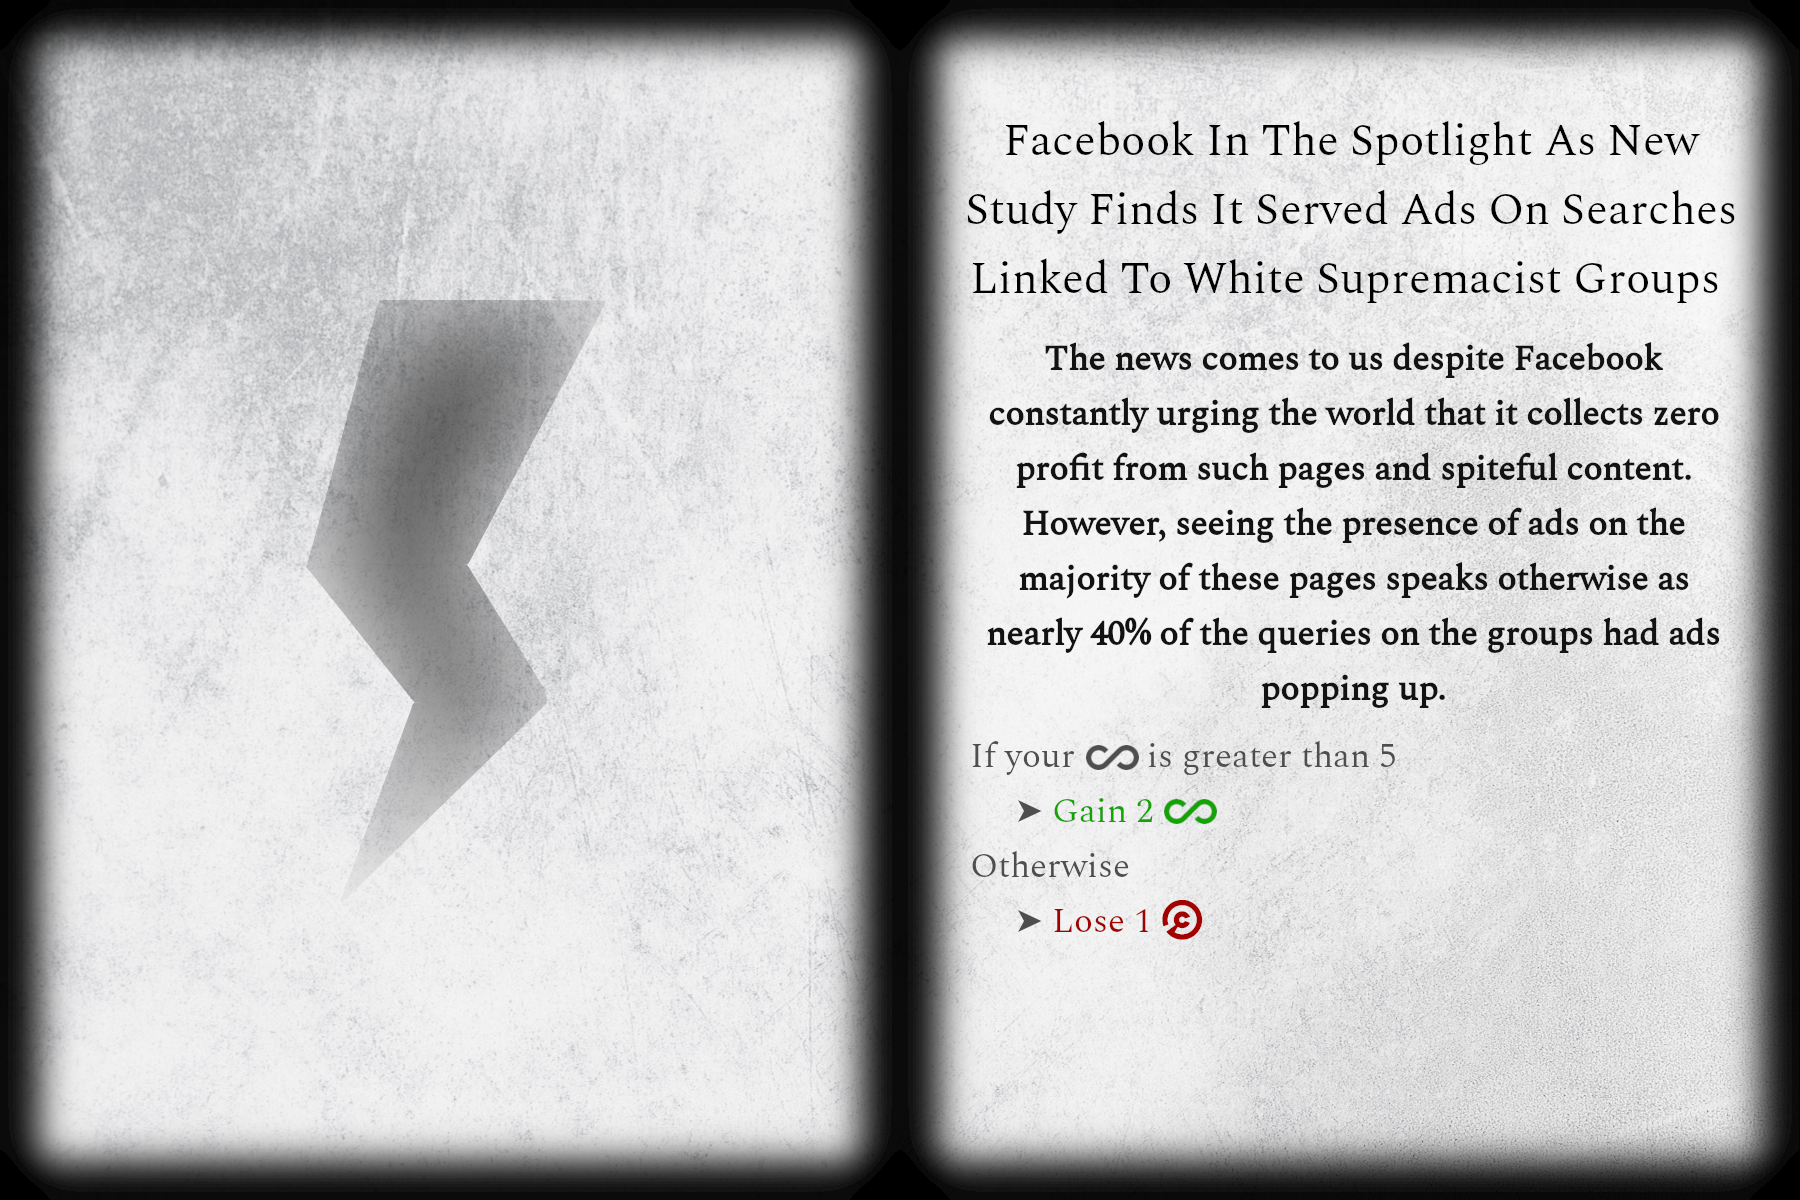 Facebook In The Spotlight As New
Study Finds It Served Ads On Searches
Linked To White Supremacist Groups
The news comes to us despite Facebook
constantly urging the world that it collects zero
profit from such pages and spiteful content.
However, seeing the presence of ads on the
majority of these pages speaks otherwise as
nearly 40% of the queries on the groups had ads
popping up.
If your ∞ is greater than 5
➤ Gain 2 ∞
Otherwise
➤ Lose 1